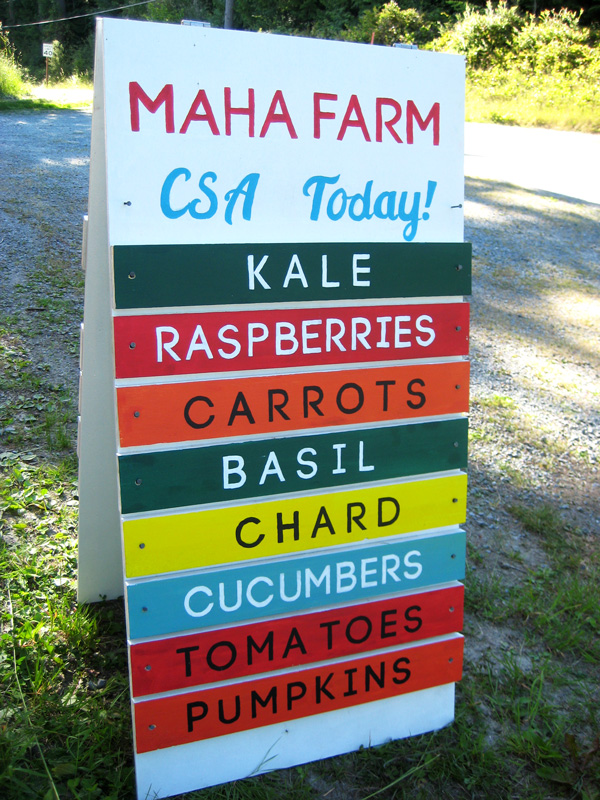 MAHA FARM
CSA Today!
KALE
RASPBERRIES
CARROTS
BASIL
CHARD
CUCUMBERS
TOMATOES
PUMPKINS